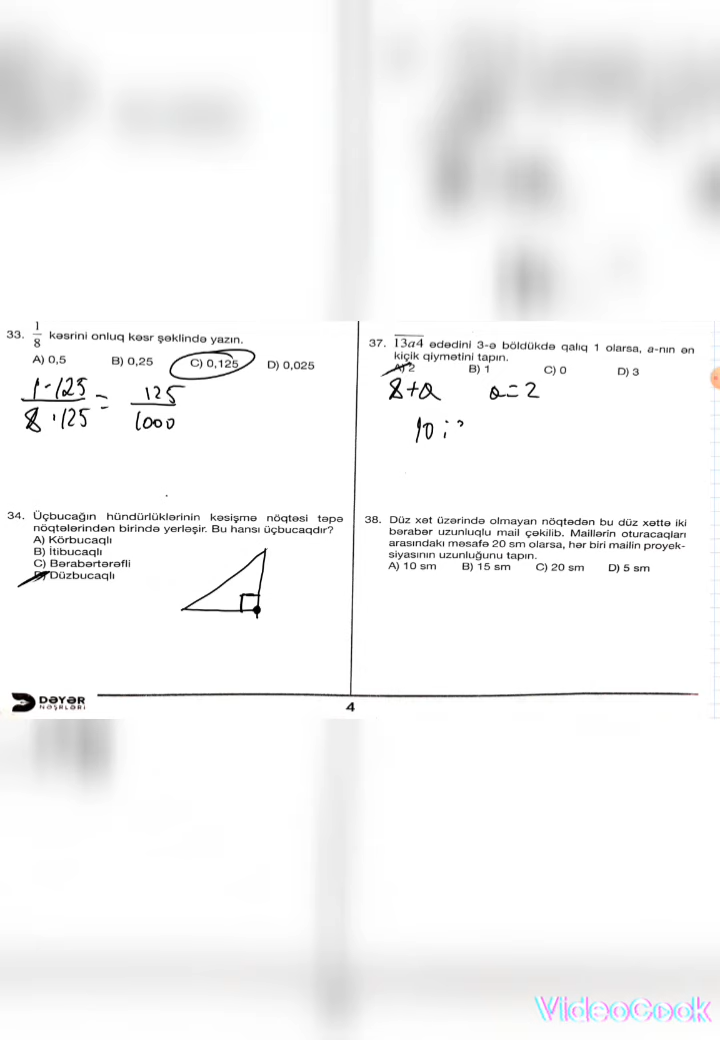 33. 1/8 kəsrini onluq kəsr şəklində yazın.
A) 0,5 B) 0,25 C) 0,125 D) 0,025
1·125 / 8·125 = 125 / 1000
34. Üçbucağın hündürlüklərinin kəsişmə nöqtəsi təpə
nöqtələrindən birində yerləşir. Bu hansı üçbucaqdır?
A) Korbucaqlı
B) İtibucaqlı
C) Bərabərtərəfli
D) Düzbucaqlı
37. 13a4 ədədini 3-ə böldükdə qalıq 1 olarsa, a-nın ən
kiçik qiymətini tapın.
A) 2 B) 1 C) 0 D) 3
8+a a=2
10 : 3
38. Düz xət üzərində olmayan nöqtədən bu düz xəttə iki
bərabər uzunluqlu mail çəkilib. Maillərin oturacaqları
arasındakı məsafə 20 sm olarsa, hər biri mailin proyek-
siyasının uzunluğunu tapın.
A) 10 sm B) 15 sm C) 20 sm D) 5 sm
DƏYƏR
NƏŞRLƏRİ
4
VideoCook